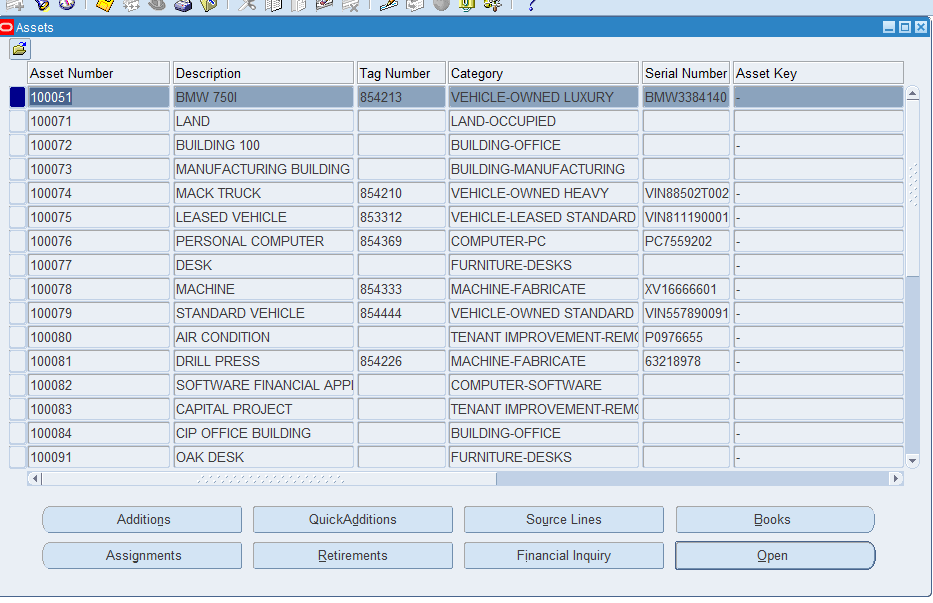 Assets
Asset Number Description Tag Number Category Serial Number Asset Key
100051 BMW 750I 854213 VEHICLE-OWNED LUXURY BMW3384140 -
100071 LAND LAND-OCCUPIED
100072 BUILDING 100 BUILDING-OFFICE -
100073 MANUFACTURING BUILDING BUILDING-MANUFACTURING
100074 MACK TRUCK 854210 VEHICLE-OWNED HEAVY VIN88502T002 -
100075 LEASED VEHICLE 853312 VEHICLE-LEASED STANDARD VIN811190001 -
100076 PERSONAL COMPUTER 854369 COMPUTER-PC PC7559202 -
100077 DESK FURNITURE-DESKS -
100078 MACHINE 854333 MACHINE-FABRICATE XV16666601 -
100079 STANDARD VEHICLE 854444 VEHICLE-OWNED STANDARD VIN557890091 -
100080 AIR CONDITION TENANT IMPROVEMENT-REMO P0976655 -
100081 DRILL PRESS 854226 MACHINE-FABRICATE 63218978 -
100082 SOFTWARE FINANCIAL APPI COMPUTER-SOFTWARE
100083 CAPITAL PROJECT TENANT IMPROVEMENT-REMO
100084 CIP OFFICE BUILDING BUILDING-OFFICE -
100091 OAK DESK FURNITURE-DESKS -
Additions QuickAdditions Source Lines Books
Assignments Retirements Financial Inquiry Open